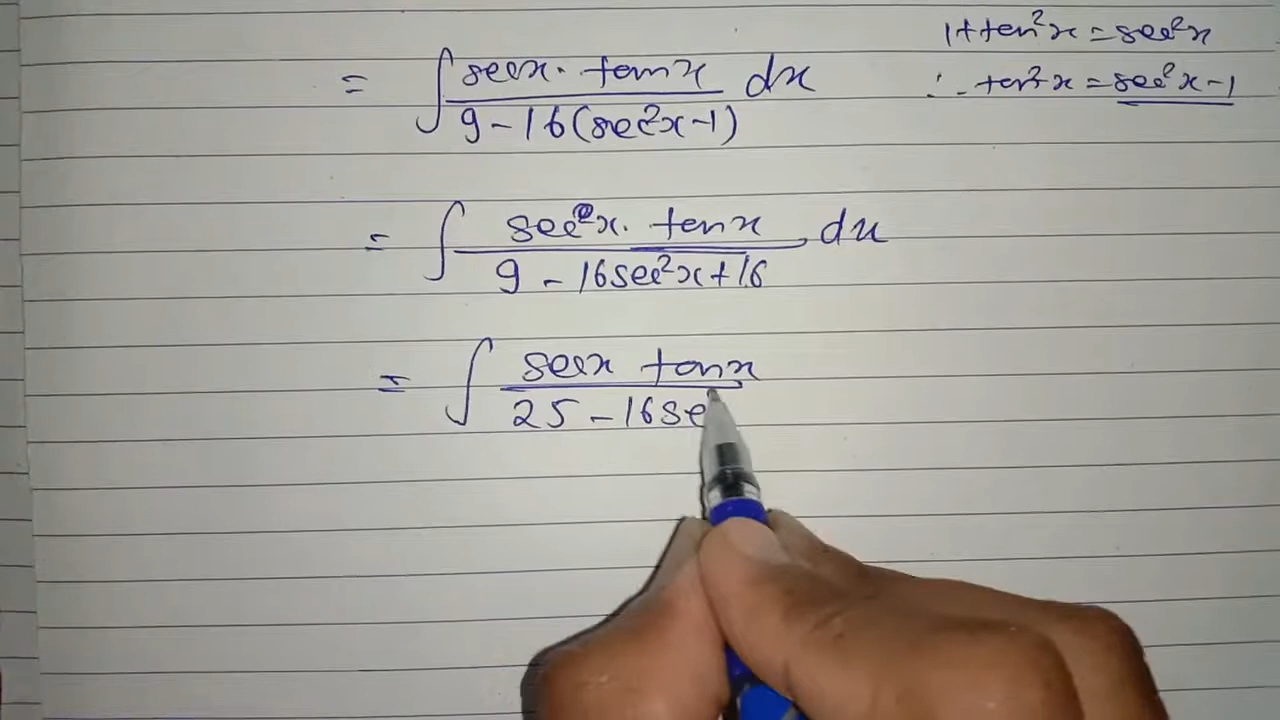 1+tan²x = sec²x
∴ tan²x = sec²x-1
= ∫ secx. tanx / 9-16(sec²x-1) dx
= ∫ sec²x. tanx / 9-16sec²x+16 dx
= ∫ secx tanx / 25-16se